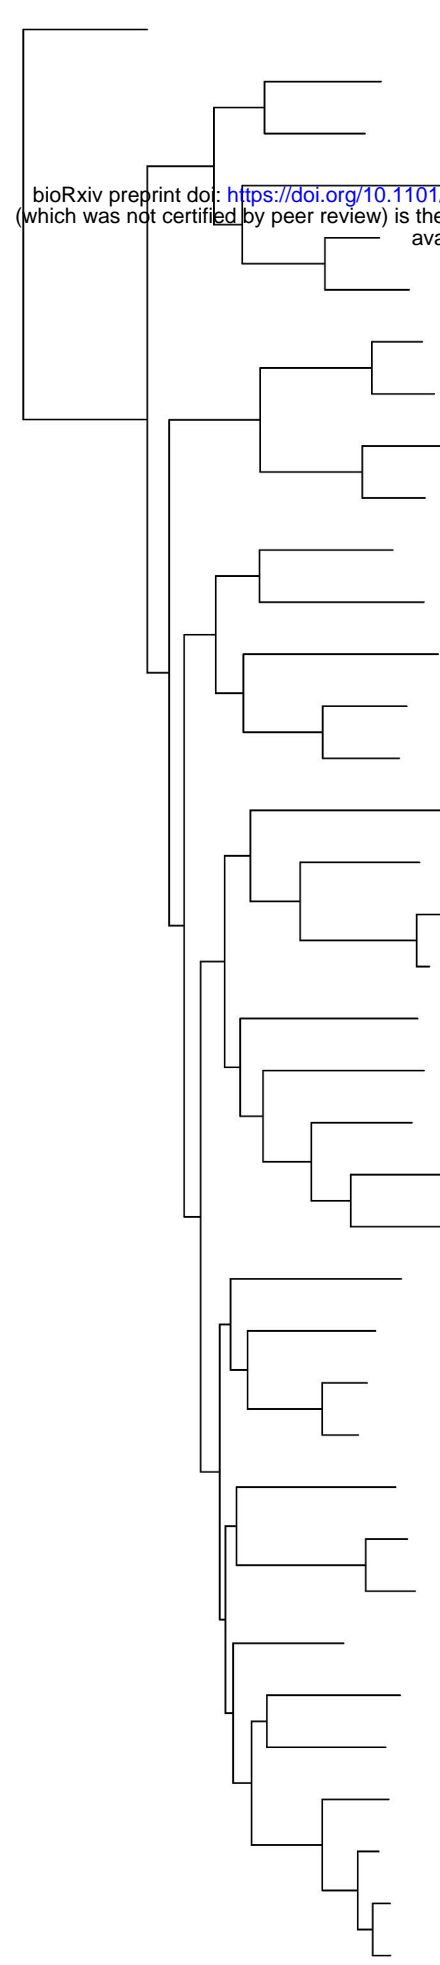 bioRxiv preprint doi: https://doi.org/10.1101/
(which was not certified by peer review) is the
ava